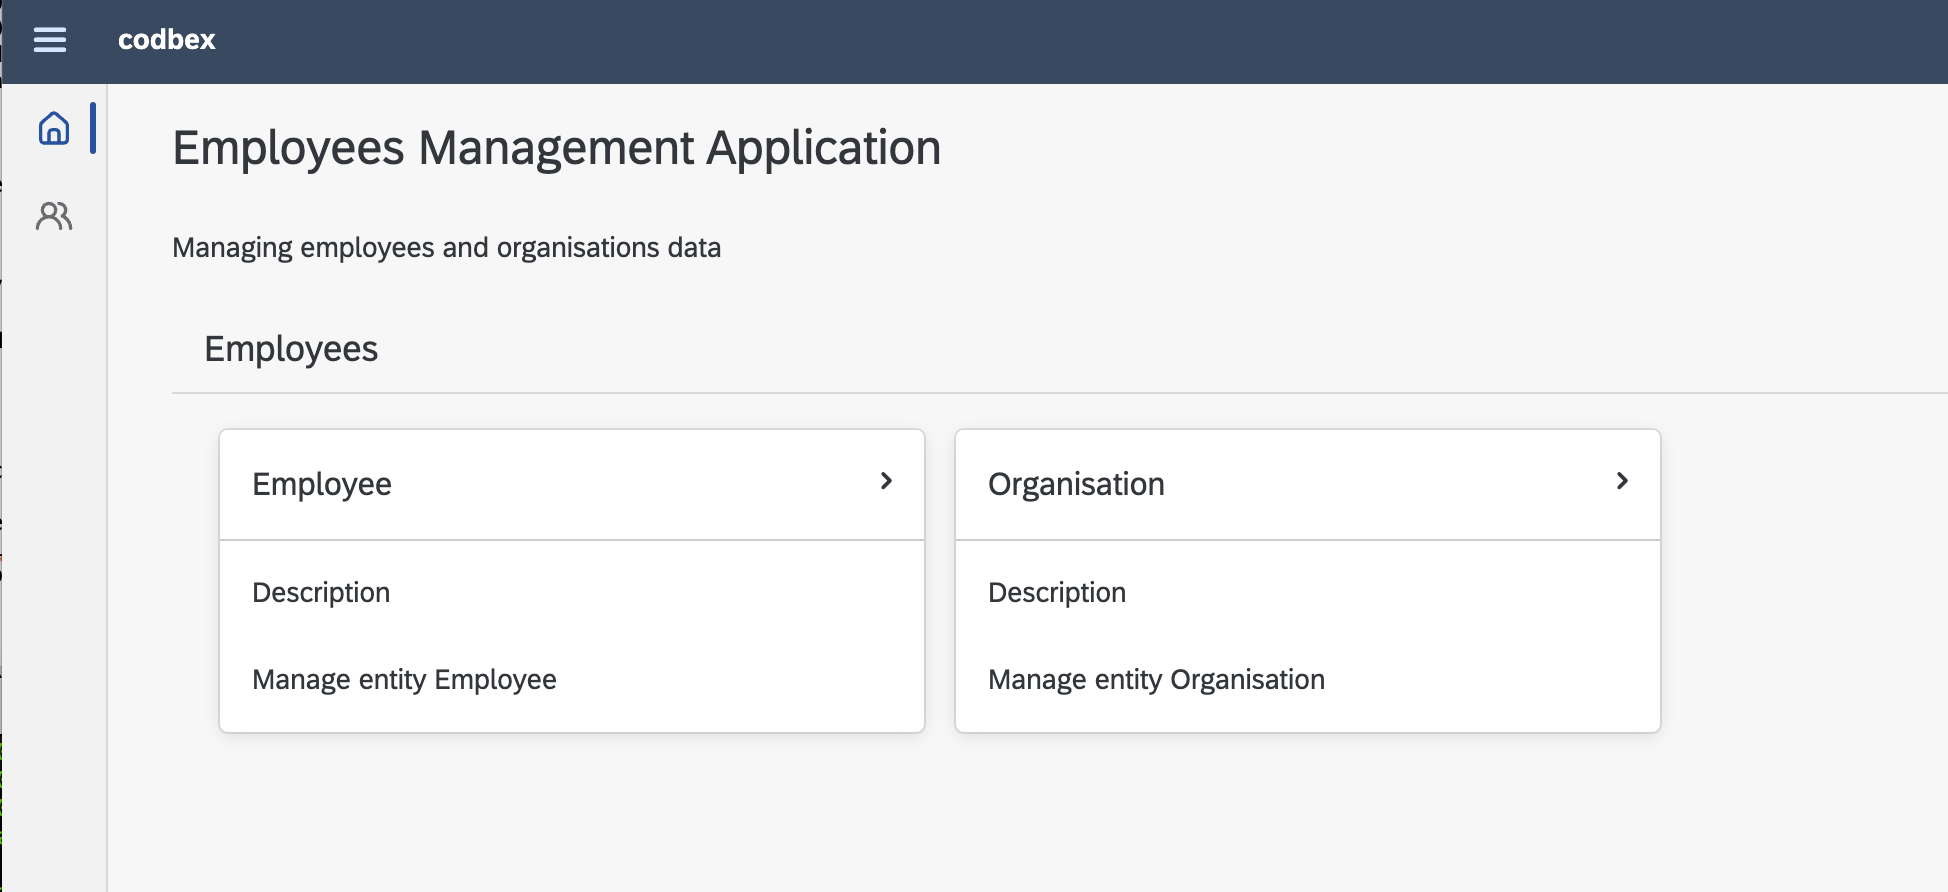 codbex
Employees Management Application
Managing employees and organisations data
Employees
Employee
Organisation
Description
Description
Manage entity Employee
Manage entity Organisation